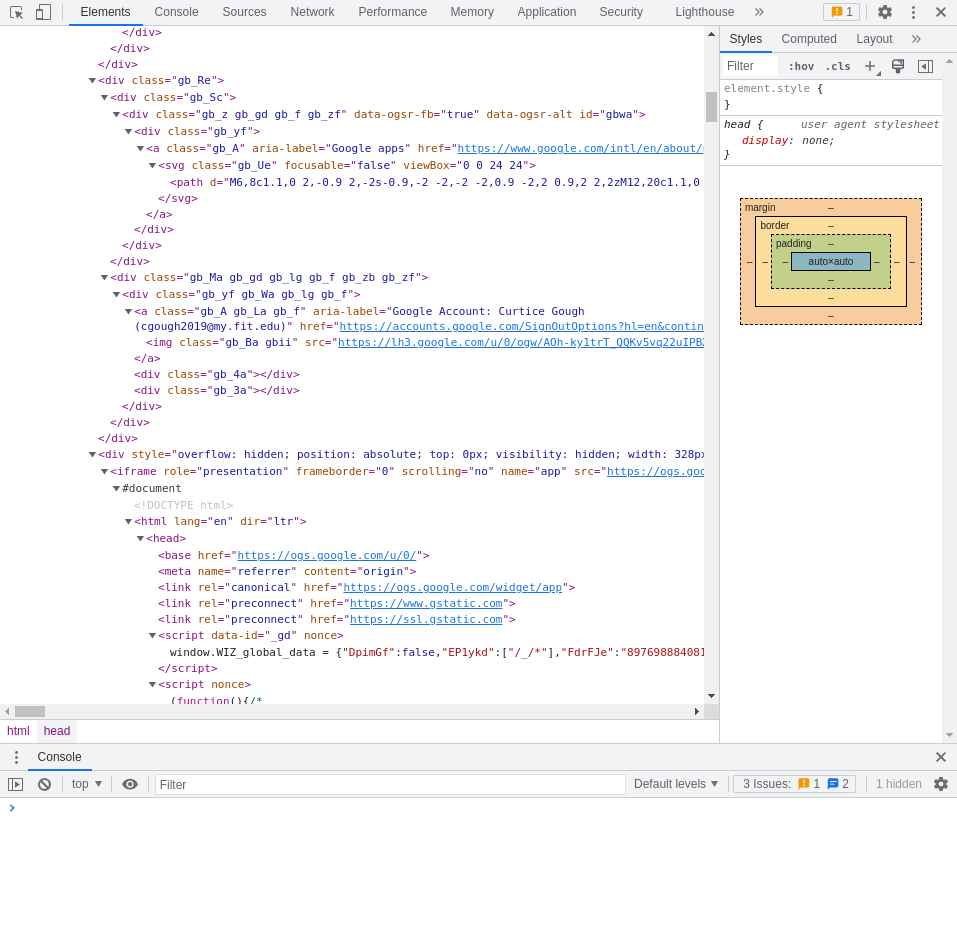 Elements Console Sources Network Performance Memory Application Security Lighthouse 1
</div>
</div>
</div>
<div class="gb_Re">
<div class="gb_Sc">
<div class="gb_z gb_gd gb_f gb_zf" data-ogsr-fb="true" data-ogsr-alt id="gbwa">
<div class="gb_yf">
<a class="gb_A" aria-label="Google apps" href="https://www.google.com/intl/en/about/
<svg class="gb_Ue" focusable="false" viewBox="0 0 24 24">
<path d="M6,8c1.1,0 2,-0.9 2,-2s-0.9,-2 -2,-2 -2,0.9 -2,2 0.9,2 2,2zM12,20c1.1,0
</svg>
</a>
</div>
</div>
</div>
<div class="gb_Ma gb_gd gb_lg gb_f gb_zb gb_zf">
<div class="gb_yf gb_Wa gb_lg gb_f">
<a class="gb_A gb_La gb_f" aria-label="Google Account: Curtice Gough
(cgough2019@my.fit.edu)" href="https://accounts.google.com/SignOutOptions?hl=en&contin
<img class="gb_Ba gbii" src="https://lh3.google.com/u/0/ogw/AOh-ky1trT_QQKv5vq22uIPB
</a>
<div class="gb_4a"></div>
<div class="gb_3a"></div>
</div>
</div>
</div>
<div style="overflow: hidden; position: absolute; top: 0px; visibility: hidden; width: 328px
<iframe role="presentation" frameborder="0" scrolling="no" name="app" src="https://ogs.goo
#document
<!DOCTYPE html>
<html lang="en" dir="ltr">
<head>
<base href="https://ogs.google.com/u/0/">
<meta name="referrer" content="origin">
<link rel="canonical" href="https://ogs.google.com/widget/app">
<link rel="preconnect" href="https://www.gstatic.com">
<link rel="preconnect" href="https://ssl.gstatic.com">
<script data-id="_gd" nonce>
window.WIZ_global_data = {"DpimGf":false,"EP1ykd":["/_/*"],"FdrFJe":"897698884081
</script>
<script nonce>
(function(){/*
html head
Styles Computed Layout
Filter :hov .cls
element.style {
}
head { user agent stylesheet
display: none;
}
margin –
border –
padding –
– – – auto×auto – – –
–
–
–
Console
top Filter Default levels 3 Issues: 1 2 1 hidden